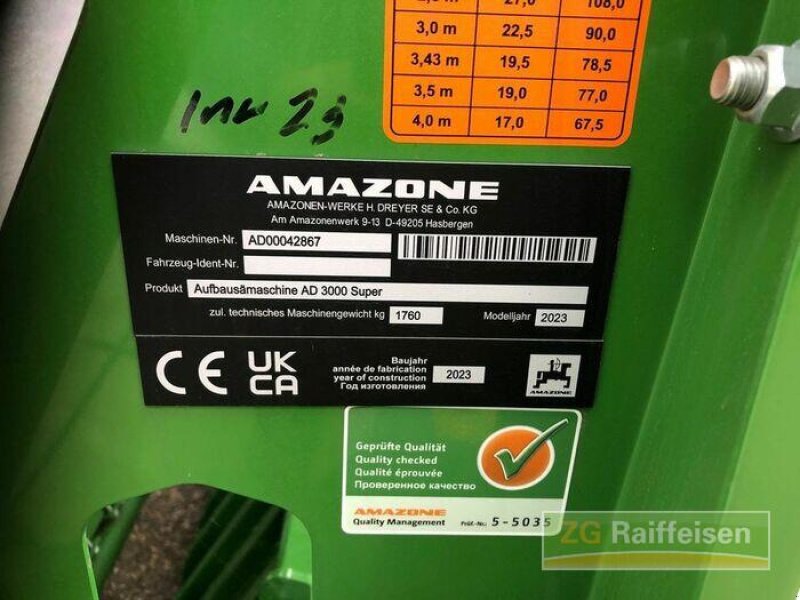 27,0 108,0
3,0 m 22,5 90,0
3,43 m 19,5 78,5
3,5 m 19,0 77,0
4,0 m 17,0 67,5
AMAZONE
AMAZONEN-WERKE H. DREYER SE & Co. KG
Am Amazonenwerk 9-13 D-49205 Hasbergen
Maschinen-Nr. AD00042867
Fahrzeug-Ident-Nr.
Produkt Aufbausämaschine AD 3000 Super
zul. technisches Maschinengewicht kg 1760 Modelljahr 2023
CE UK CA
Baujahr
année de fabrication
year of construction 2023
Год изготовления
AMAZONE
Geprüfte Qualität
Quality checked
Qualité éprouvée
Проверенное качество
AMAZONE
Quality Management Prüf.-Nr.: 5-5035
ZG Raiffeisen